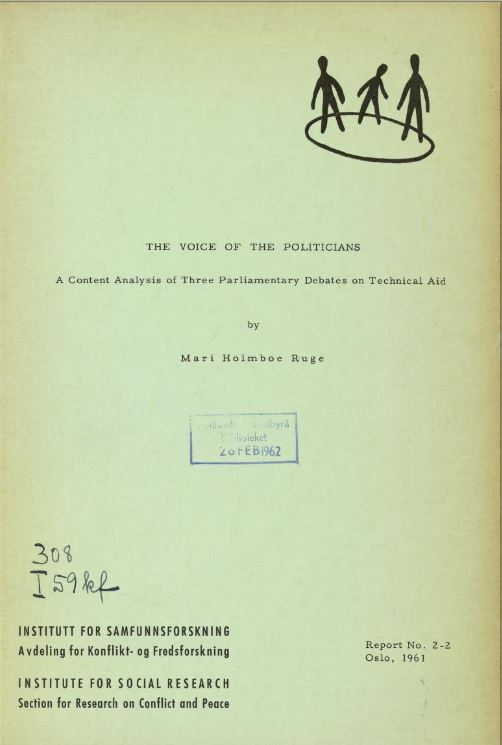 THE VOICE OF THE POLITICIANS
A Content Analysis of Three Parliamentary Debates on Technical Aid
by
Mari Holmboe Ruge
26 FEB 1962
308
I59kf
INSTITUTT FOR SAMFUNNSFORSKNING
Avdeling for Konflikt- og Fredsforskning
INSTITUTE FOR SOCIAL RESEARCH
Section for Research on Conflict and Peace
Report No. 2-2
Oslo, 1961